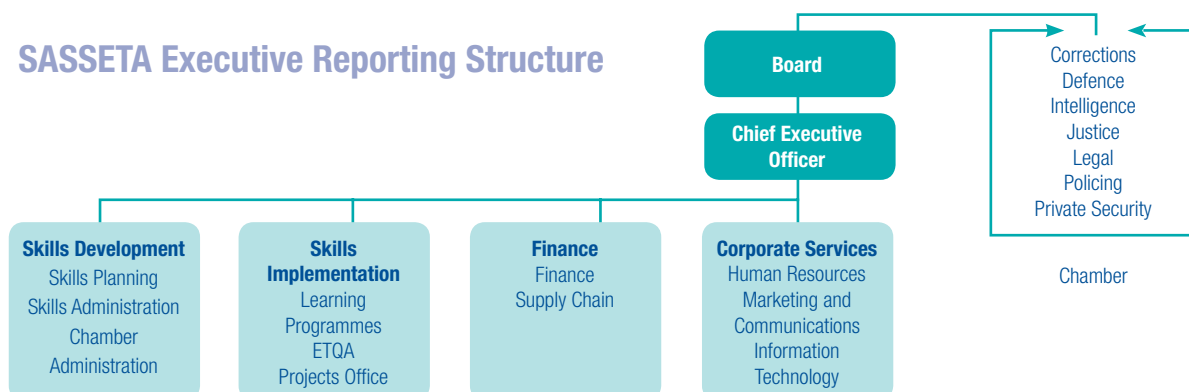 SASSETA Executive Reporting Structure
Board
Chief Executive
Officer
Corrections
Defence
Intelligence
Justice
Legal
Policing
Private Security
Chamber
Skills Development
Skills Planning
Skills Administration
Chamber
Administration
Skills
Implementation
Learning
Programmes
ETQA
Projects Office
Finance
Finance
Supply Chain
Corporate Services
Human Resources
Marketing and
Communications
Information
Technology